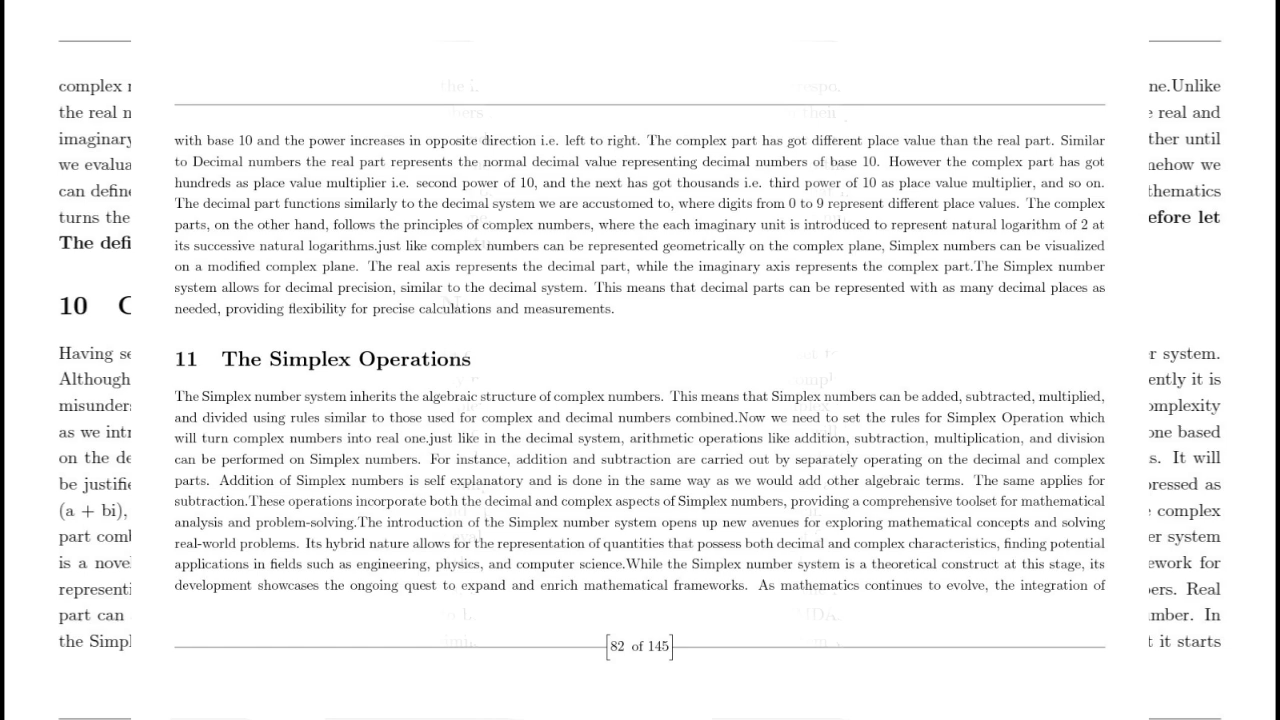 complex
the real
imaginary
we evalua
can define
turns the
The defi
10
Having se
Although
misunder
as we intr
on the de
be justifie
(a + bi),
part comb
is a nove
representi
part can
the Simpl
with base 10 and the power increases in opposite direction i.e. left to right. The complex part has got different place value than the real part. Similar
to Decimal numbers the real part represents the normal decimal value representing decimal numbers of base 10. However the complex part has got
hundreds as place value multiplier i.e. second power of 10, and the next has got thousands i.e. third power of 10 as place value multiplier, and so on.
The decimal part functions similarly to the decimal system we are accustomed to, where digits from 0 to 9 represent different place values. The complex
parts, on the other hand, follows the principles of complex numbers, where the each imaginary unit is introduced to represent natural logarithm of 2 at
its successive natural logarithms.just like complex numbers can be represented geometrically on the complex plane, Simplex numbers can be visualized
on a modified complex plane. The real axis represents the decimal part, while the imaginary axis represents the complex part.The Simplex number
system allows for decimal precision, similar to the decimal system. This means that decimal parts can be represented with as many decimal places as
needed, providing flexibility for precise calculations and measurements.
11 The Simplex Operations
The Simplex number system inherits the algebraic structure of complex numbers. This means that Simplex numbers can be added, subtracted, multiplied,
and divided using rules similar to those used for complex and decimal numbers combined.Now we need to set the rules for Simplex Operation which
will turn complex numbers into real one.just like in the decimal system, arithmetic operations like addition, subtraction, multiplication, and division
can be performed on Simplex numbers. For instance, addition and subtraction are carried out by separately operating on the decimal and complex
parts. Addition of Simplex numbers is self explanatory and is done in the same way as we would add other algebraic terms. The same applies for
subtraction.These operations incorporate both the decimal and complex aspects of Simplex numbers, providing a comprehensive toolset for mathematical
analysis and problem-solving.The introduction of the Simplex number system opens up new avenues for exploring mathematical concepts and solving
real-world problems. Its hybrid nature allows for the representation of quantities that possess both decimal and complex characteristics, finding potential
applications in fields such as engineering, physics, and computer science.While the Simplex number system is a theoretical construct at this stage, its
development showcases the ongoing quest to expand and enrich mathematical frameworks. As mathematics continues to evolve, the integration of
82 of 145
ne.Unlike
real and
ther until
nehow we
thematics
efore let
r system.
ently it is
omplexity
one based
s. It will
pressed as
complex
er system
ework for
bers. Real
mber. In
t it starts